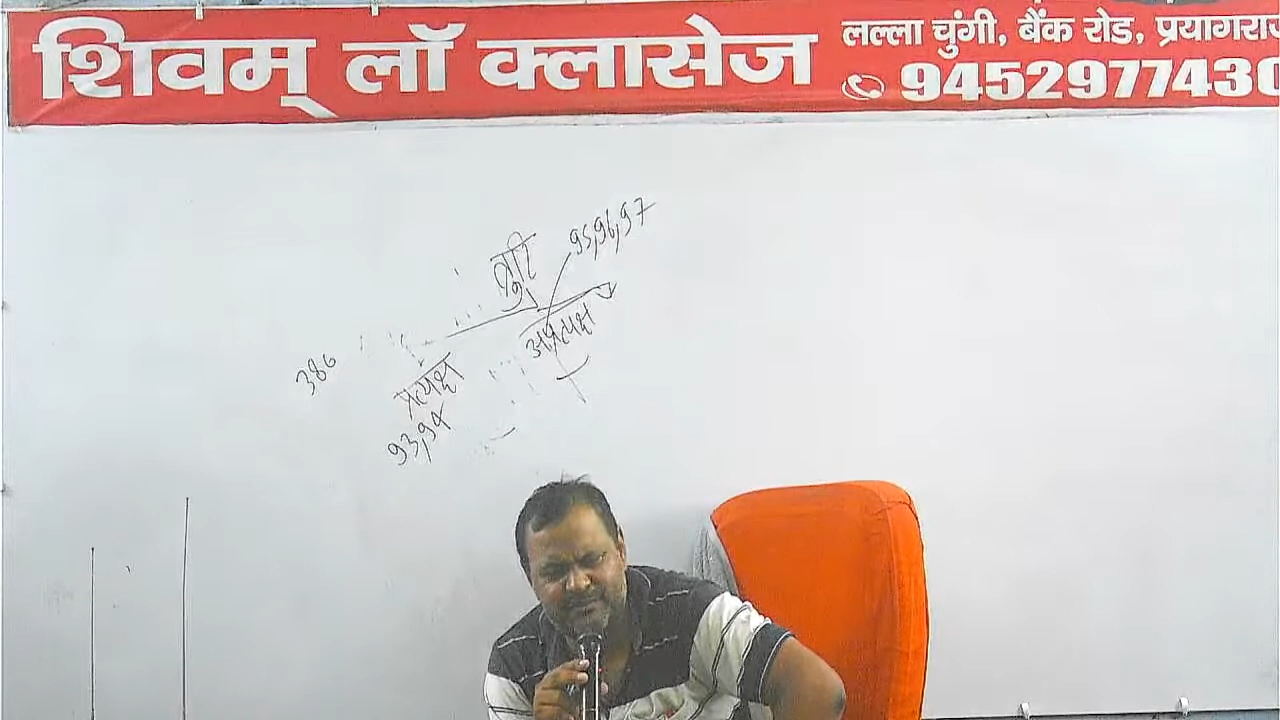 शिवम् लॉ क्लासेज
लल्ला चुंगी, बैंक रोड, प्रयागराज
9452977430
95,96,97
त्रुटि
अप्रत्यक्ष
386
प्रत्यक्ष
93,94